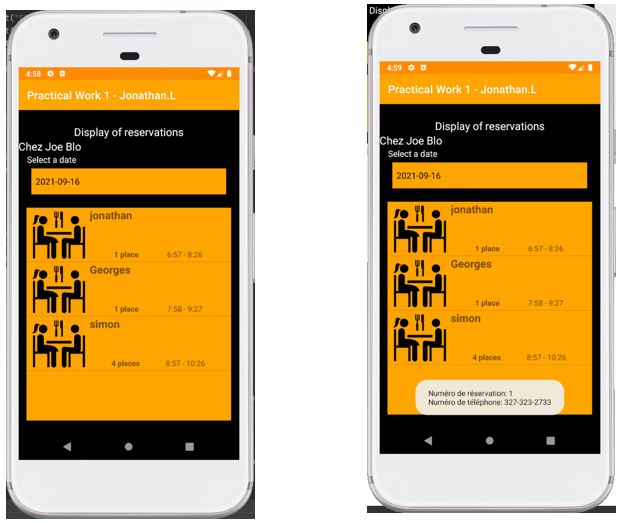 4:58
Practical Work 1 - Jonathan.L
Display of reservations
Chez Joe Blo
Select a date
2021-09-16
jonathan
1 place 6:57 - 8:26
Georges
1 place 7:58 - 9:27
simon
4 places 8:57 - 10:26
Displ
4:59
Practical Work 1 - Jonathan.L
Display of reservations
Chez Joe Blo
Select a date
2021-09-16
jonathan
1 place 6:57 - 8:26
Georges
1 place 7:58 - 9:27
simon
4 places 8:57 - 10:26
Numéro de réservation: 1
Numéro de téléphone: 327-323-2733